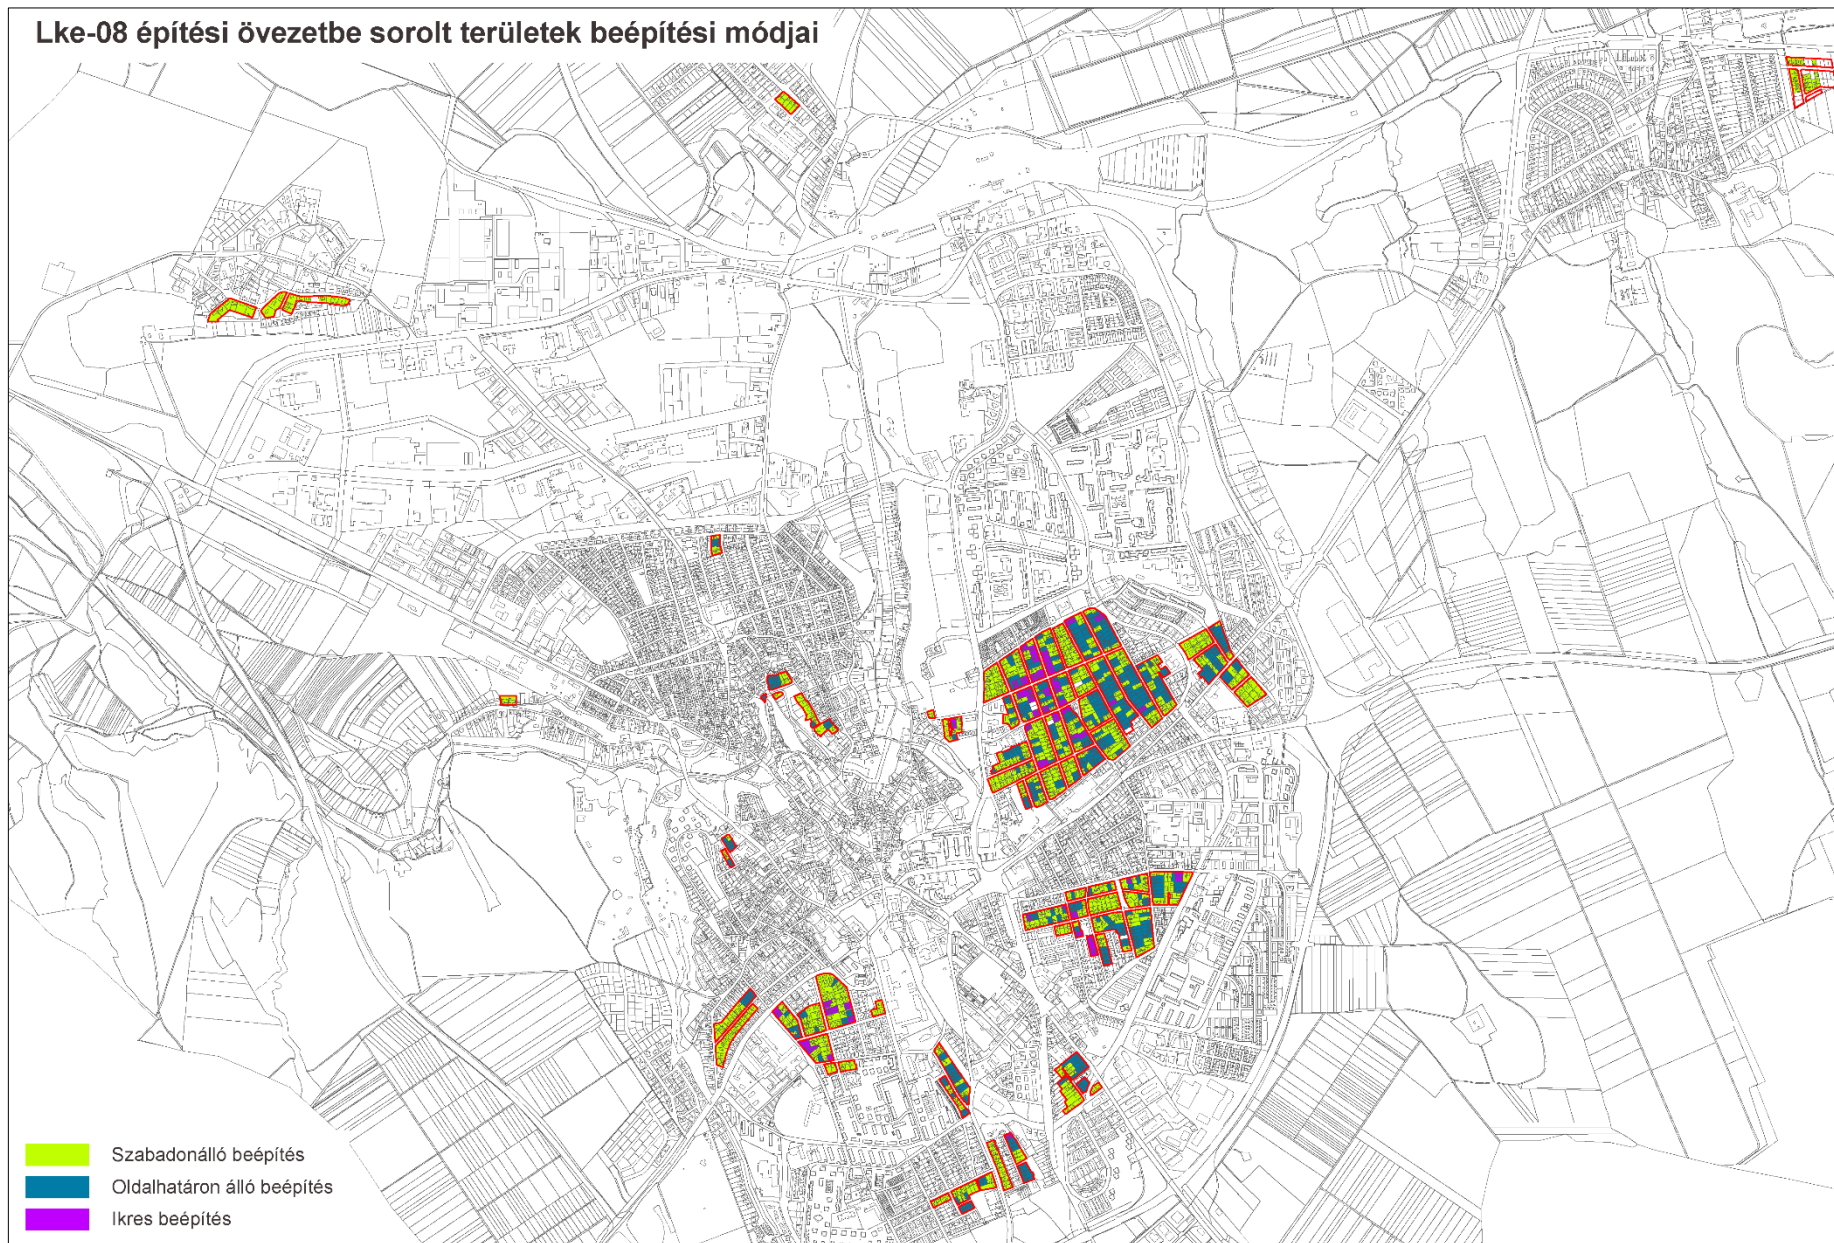 Lke-08 építési övezetbe sorolt területek beépítési módjai
Szabadonálló beépítés
Oldalhatáron álló beépítés
Ikres beépítés